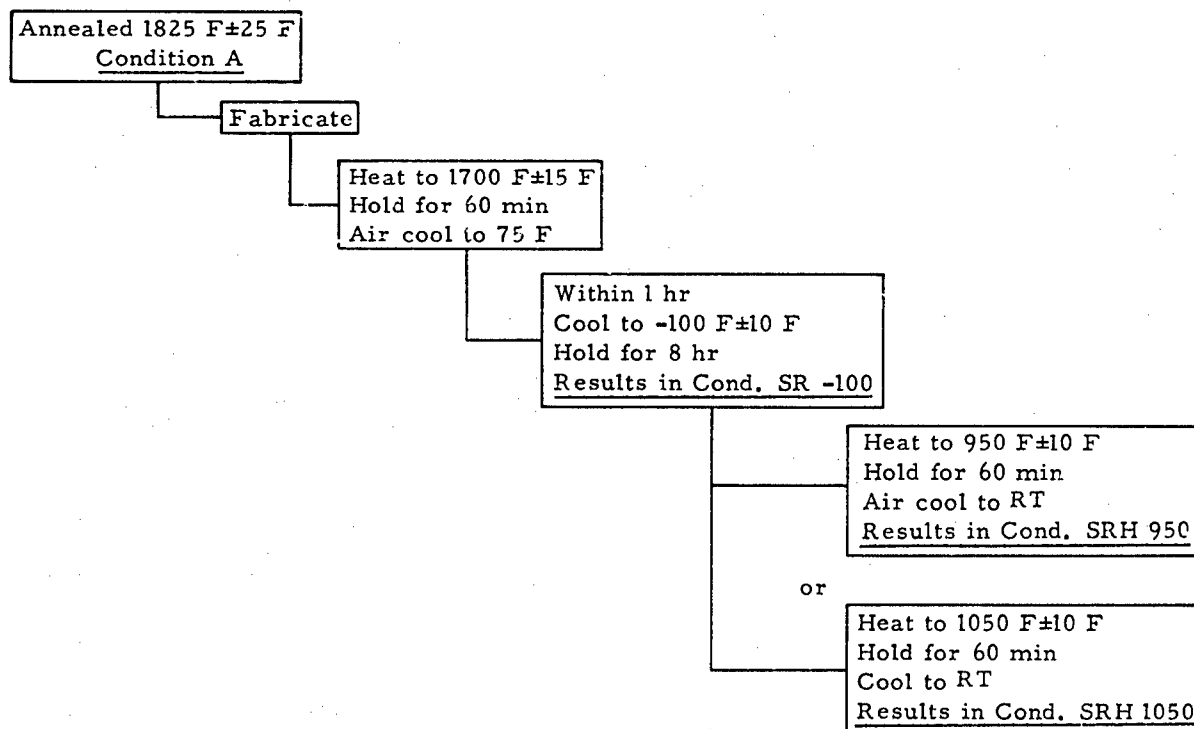 Annealed 1825 F±25 F
Condition A
Fabricate
Heat to 1700 F±15 F
Hold for 60 min
Air cool to 75 F
Within 1 hr
Cool to -100 F±10 F
Hold for 8 hr
Results in Cond. SR -100
Heat to 950 F±10 F
Hold for 60 min
Air cool to RT
Results in Cond. SRH 950
or
Heat to 1050 F±10 F
Hold for 60 min
Cool to RT
Results in Cond. SRH 1050